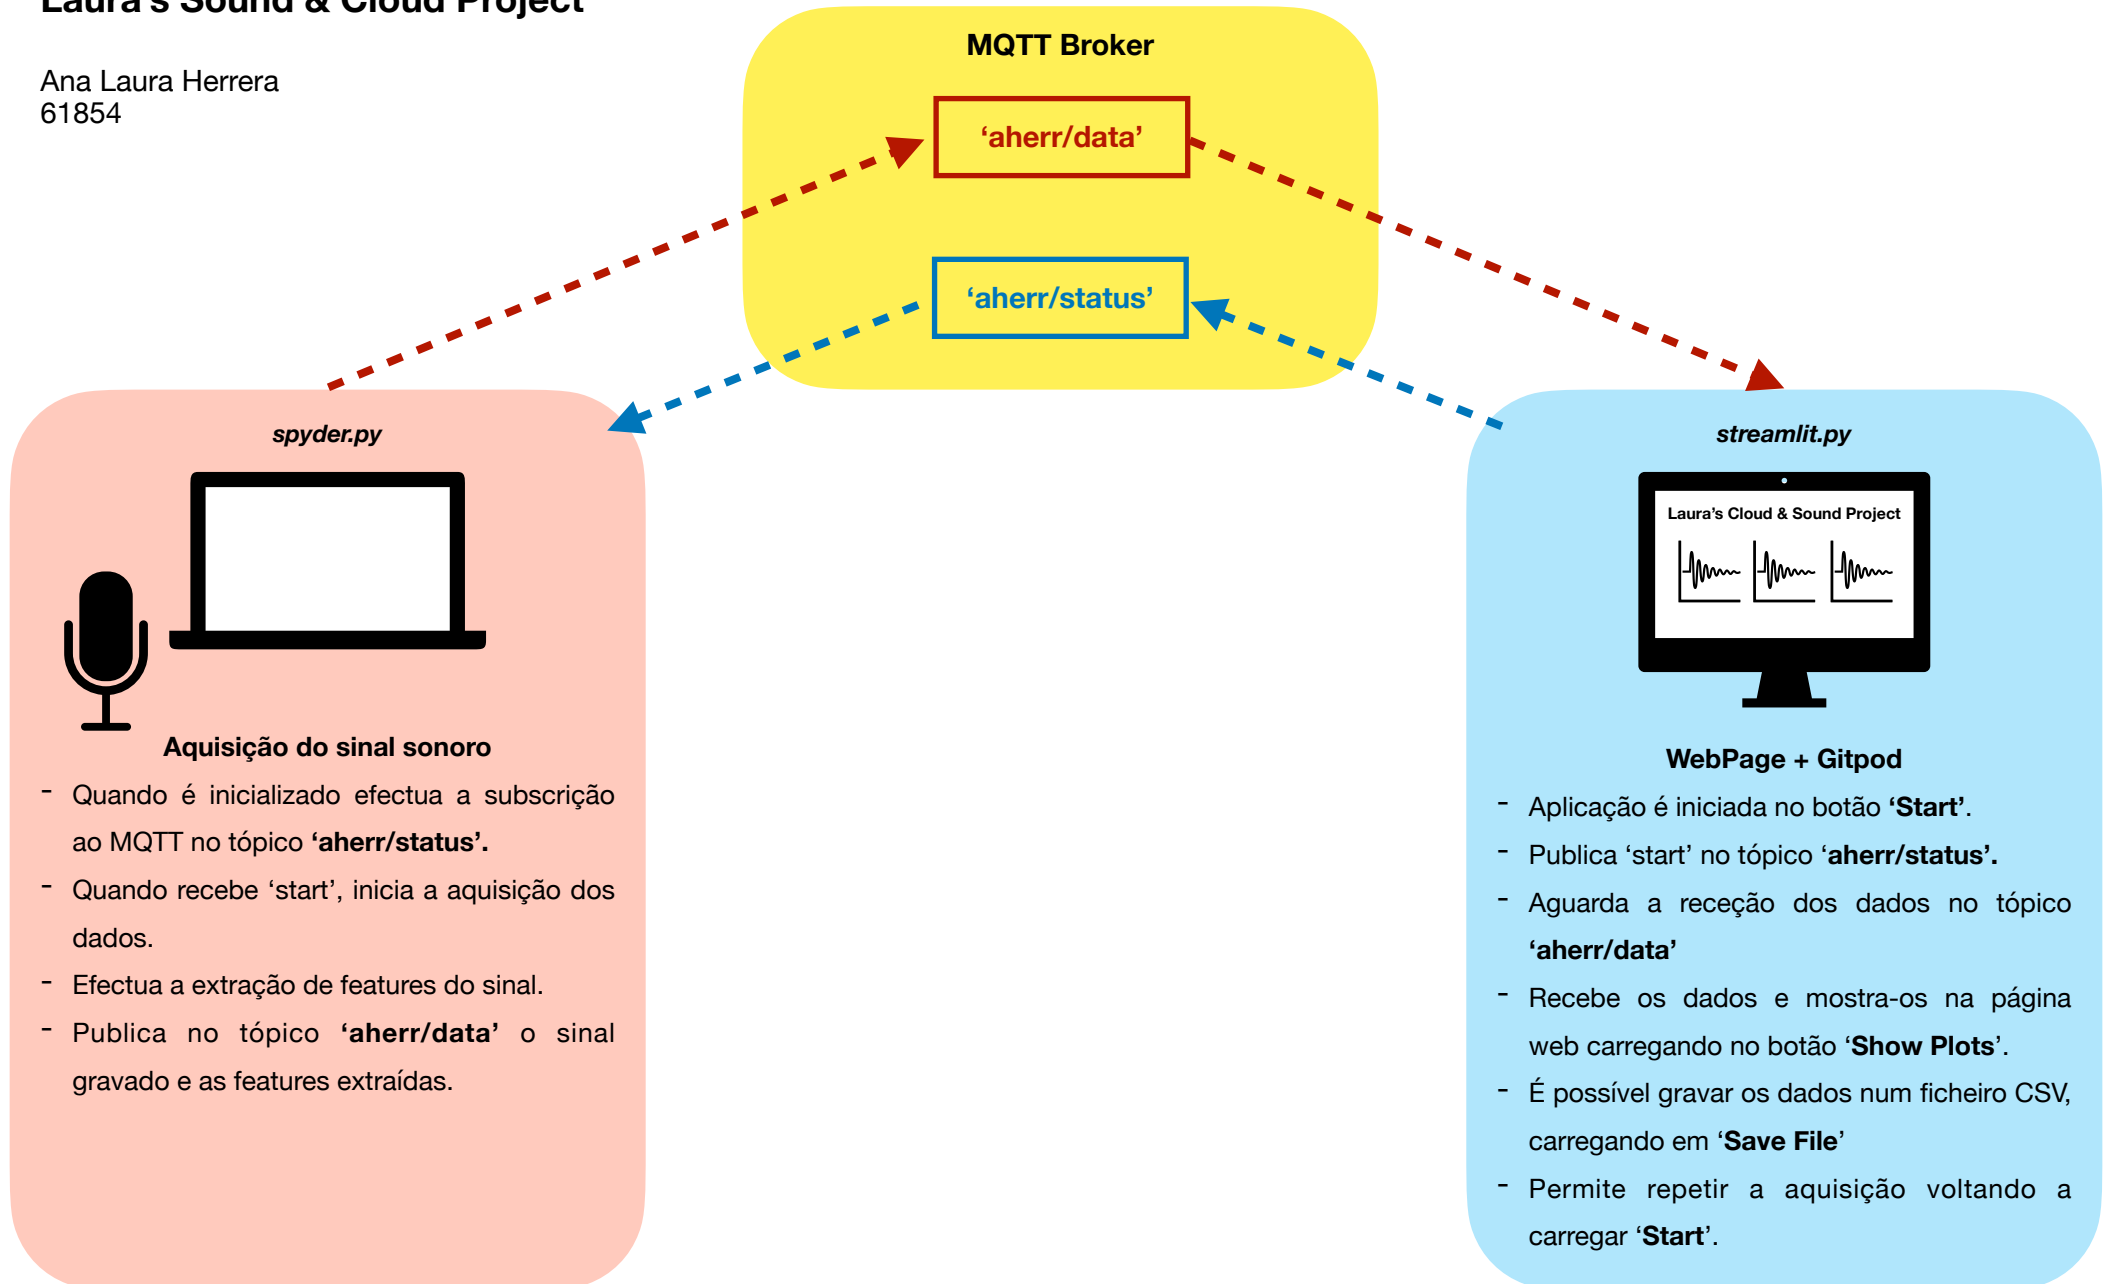 Laura's Sound & Cloud Project
Ana Laura Herrera
61854
MQTT Broker
‘aherr/data’
‘aherr/status’
spyder.py
Aquisição do sinal sonoro
- Quando é inicializado efectua a subscrição
ao MQTT no tópico ‘aherr/status’.
- Quando recebe ‘start’, inicia a aquisição dos
dados.
- Efectua a extração de features do sinal.
- Publica no tópico ‘aherr/data’ o sinal
gravado e as features extraídas.
streamlit.py
Laura’s Cloud & Sound Project
WebPage + Gitpod
- Aplicação é iniciada no botão ‘Start’.
- Publica ‘start’ no tópico ‘aherr/status’.
- Aguarda a receção dos dados no tópico
‘aherr/data’
- Recebe os dados e mostra-os na página
web carregando no botão ‘Show Plots’.
- É possível gravar os dados num ficheiro CSV,
carregando em ‘Save File’
- Permite repetir a aquisição voltando a
carregar ‘Start’.